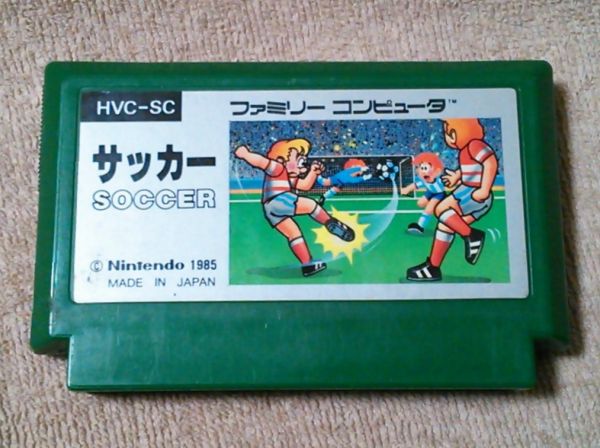 HVC-SC
ファミリー コンピュータ™
サッカー
SOCCER
© Nintendo 1985
MADE IN JAPAN